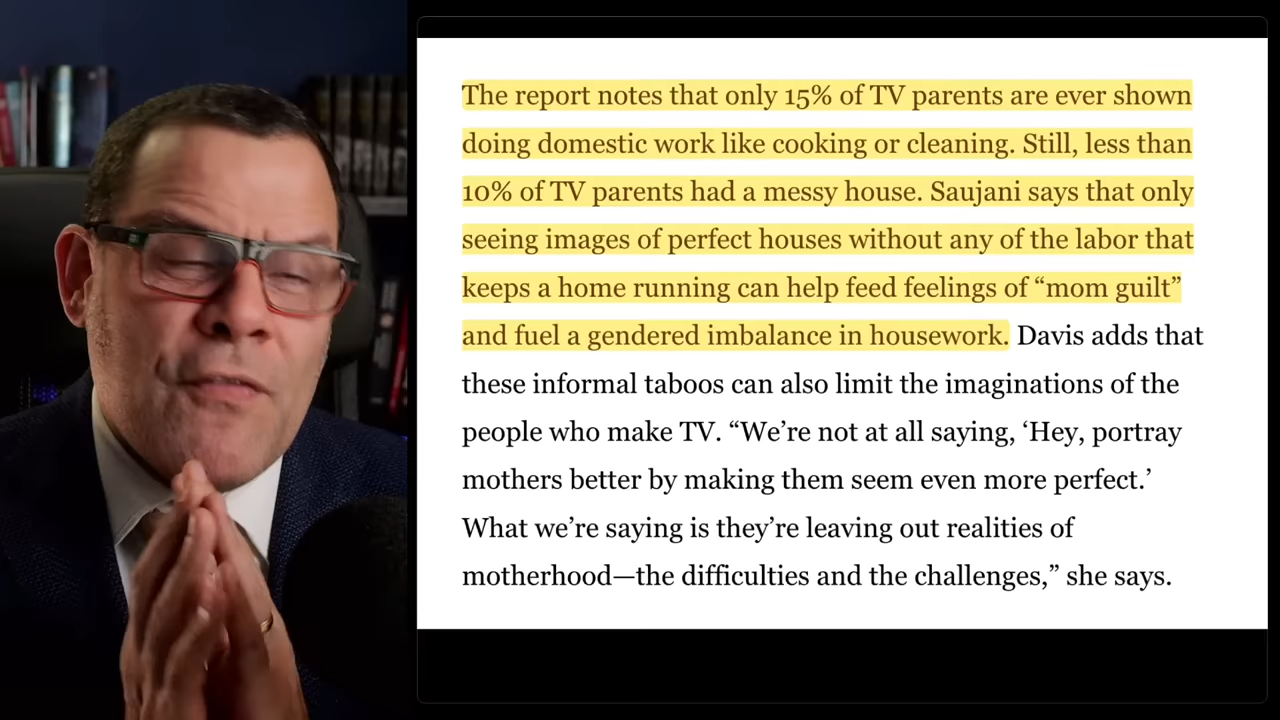 The report notes that only 15% of TV parents are ever shown
doing domestic work like cooking or cleaning. Still, less than
10% of TV parents had a messy house. Saujani says that only
seeing images of perfect houses without any of the labor that
keeps a home running can help feed feelings of “mom guilt”
and fuel a gendered imbalance in housework. Davis adds that
these informal taboos can also limit the imaginations of the
people who make TV. “We’re not at all saying, ‘Hey, portray
mothers better by making them seem even more perfect.’
What we’re saying is they’re leaving out realities of
motherhood—the difficulties and the challenges,” she says.